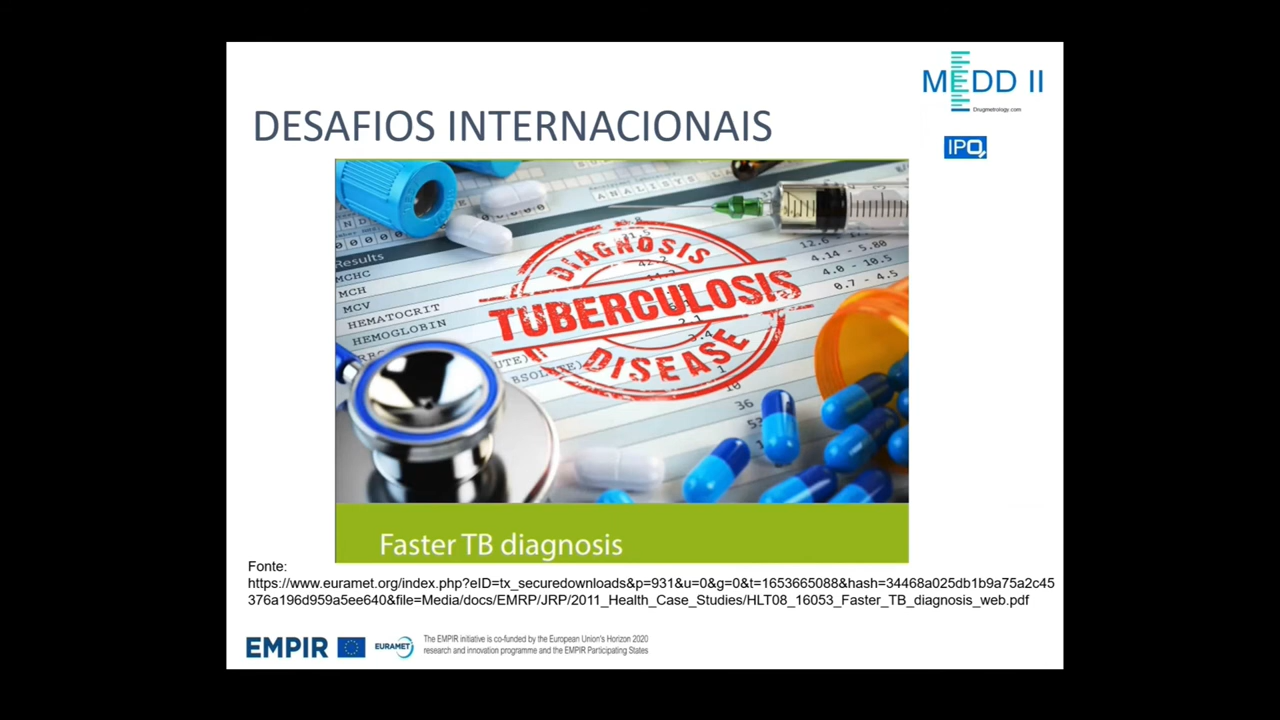 MEDD II
Drugmetrology.com
IPQ
DESAFIOS INTERNACIONAIS
ANALYSIS LA
Results
MCHC
MCH
MCV
HEMATOCRIT
HEMOGLOBIN
12.6
4.14 - 5.80
4.0 - 10.5
0.7 - 4.5
DIAGNOSIS
TUBERCULOSIS
DISEASE
36
Faster TB diagnosis
Fonte:
https://www.euramet.org/index.php?eID=tx_securedownloads&p=931&u=0&g=0&t=1653665088&hash=34468a025db1b9a75a2c45
376a196d959a5ee640&file=Media/docs/EMRP/JRP/2011_Health_Case_Studies/HLT08_16053_Faster_TB_diagnosis_web.pdf
EMPIR
EURAMET
The EMPIR initiative is co-funded by the European Union's Horizon 2020
research and innovation programme and the EMPIR Participating States